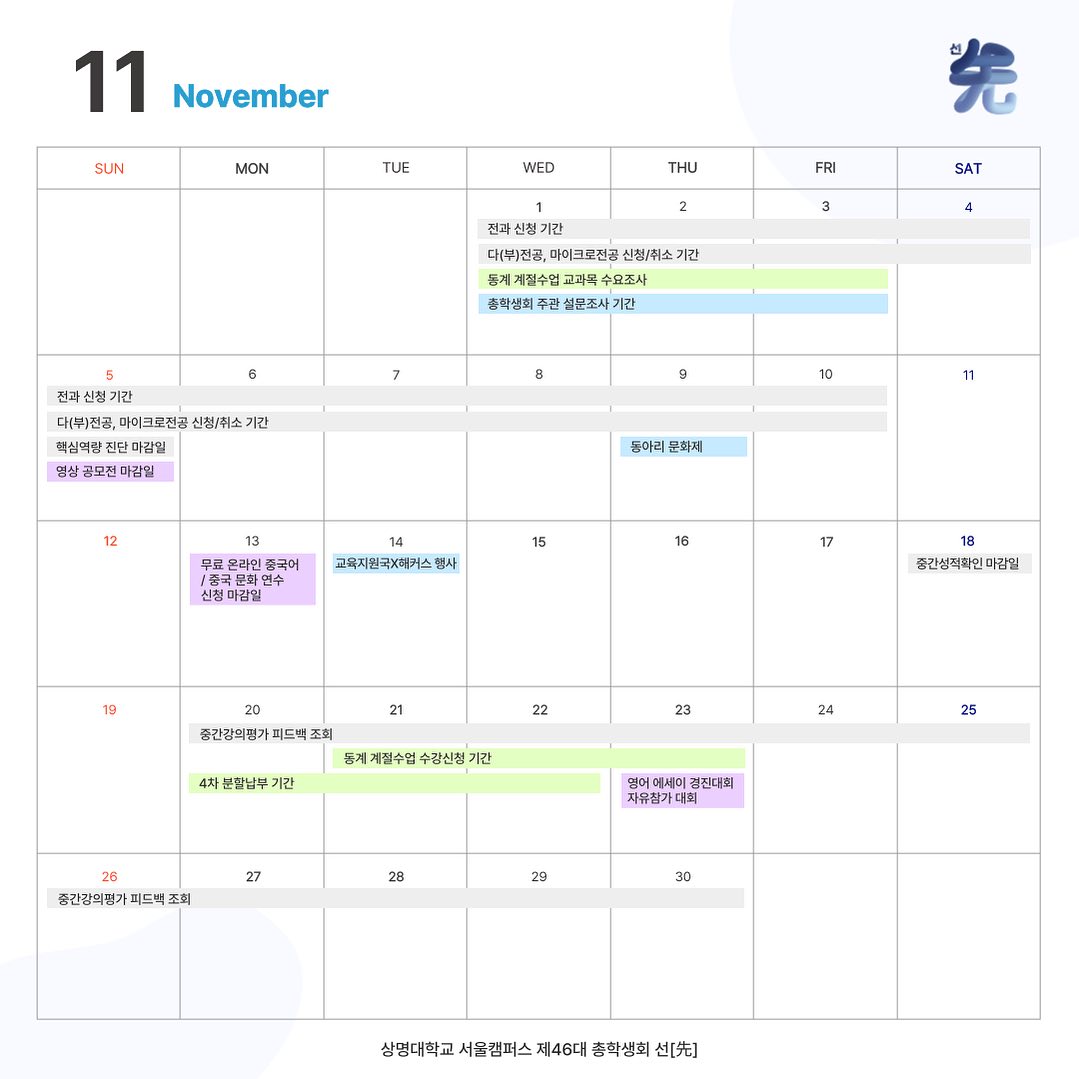 11 November
선 先
SUN MON TUE WED THU FRI SAT
1 2 3 4
전과 신청 기간
다(부)전공, 마이크로전공 신청/취소 기간
동계 계절수업 교과목 수요조사
총학생회 주관 설문조사 기간
5 6 7 8 9 10 11
전과 신청 기간
다(부)전공, 마이크로전공 신청/취소 기간
핵심역량 진단 마감일
동아리 문화제
영상 공모전 마감일
12 13 14 15 16 17 18
무료 온라인 중국어
/ 중국 문화 연수
신청 마감일
교육지원국X해커스 행사
중간성적확인 마감일
19 20 21 22 23 24 25
중간강의평가 피드백 조회
동계 계절수업 수강신청 기간
4차 분할납부 기간
영어 에세이 경진대회
자유참가 대회
26 27 28 29 30
중간강의평가 피드백 조회
상명대학교 서울캠퍼스 제46대 총학생회 선[先]